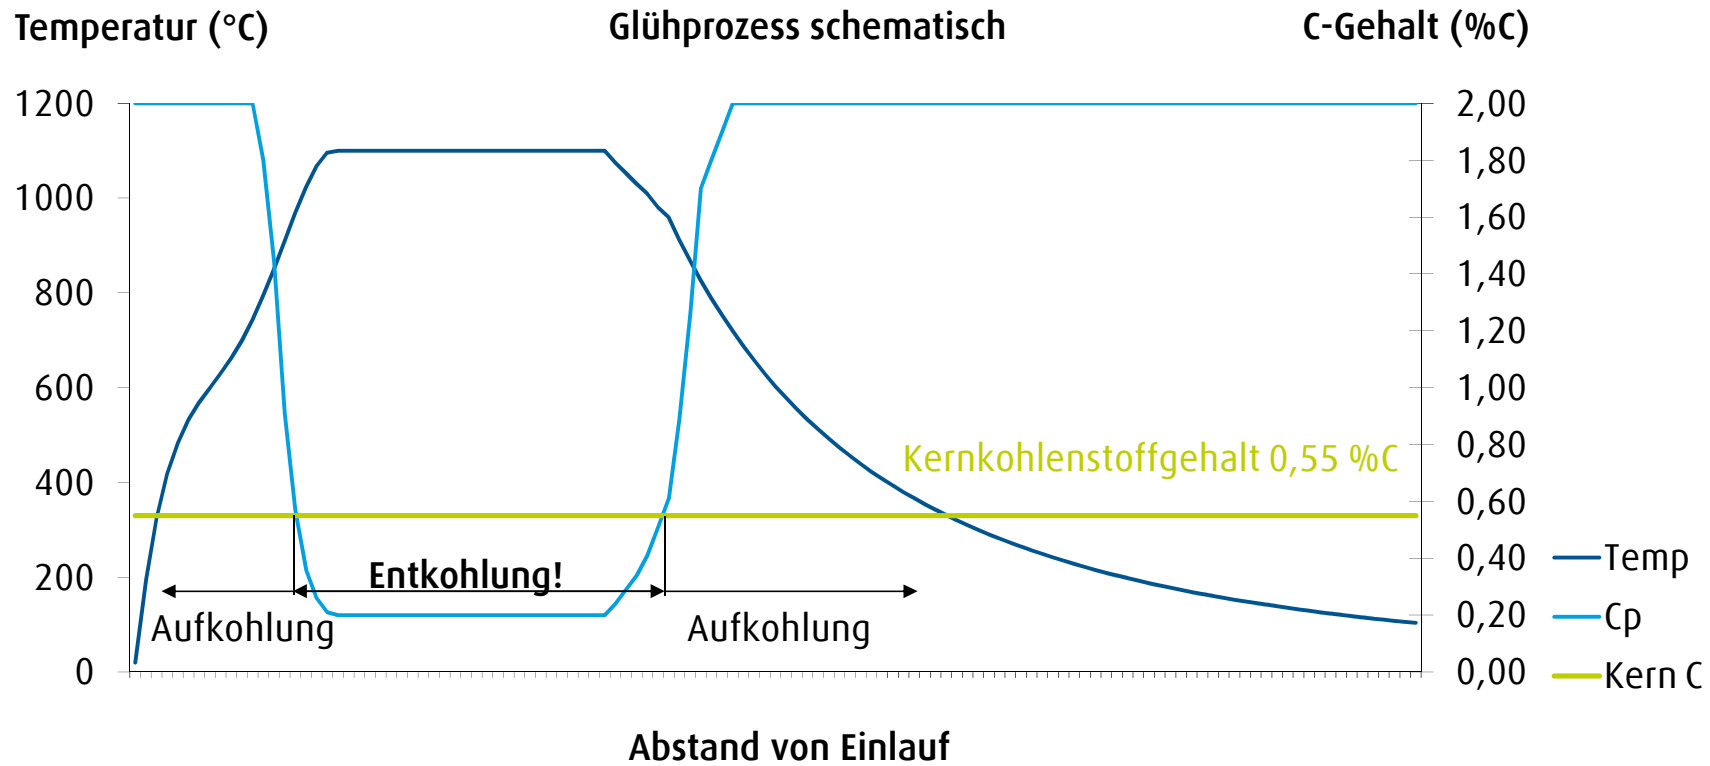 Temperatur (°C)
Glühprozess schematisch
C-Gehalt (%C)
1200
1000
800
600
400
200
0
2,00
1,80
1,60
1,40
1,20
1,00
0,80
0,60
0,40
0,20
0,00
Kernkohlenstoffgehalt 0,55 %C
Entkohlung!
Aufkohlung
Aufkohlung
Temp
Cp
Kern C
Abstand von Einlauf